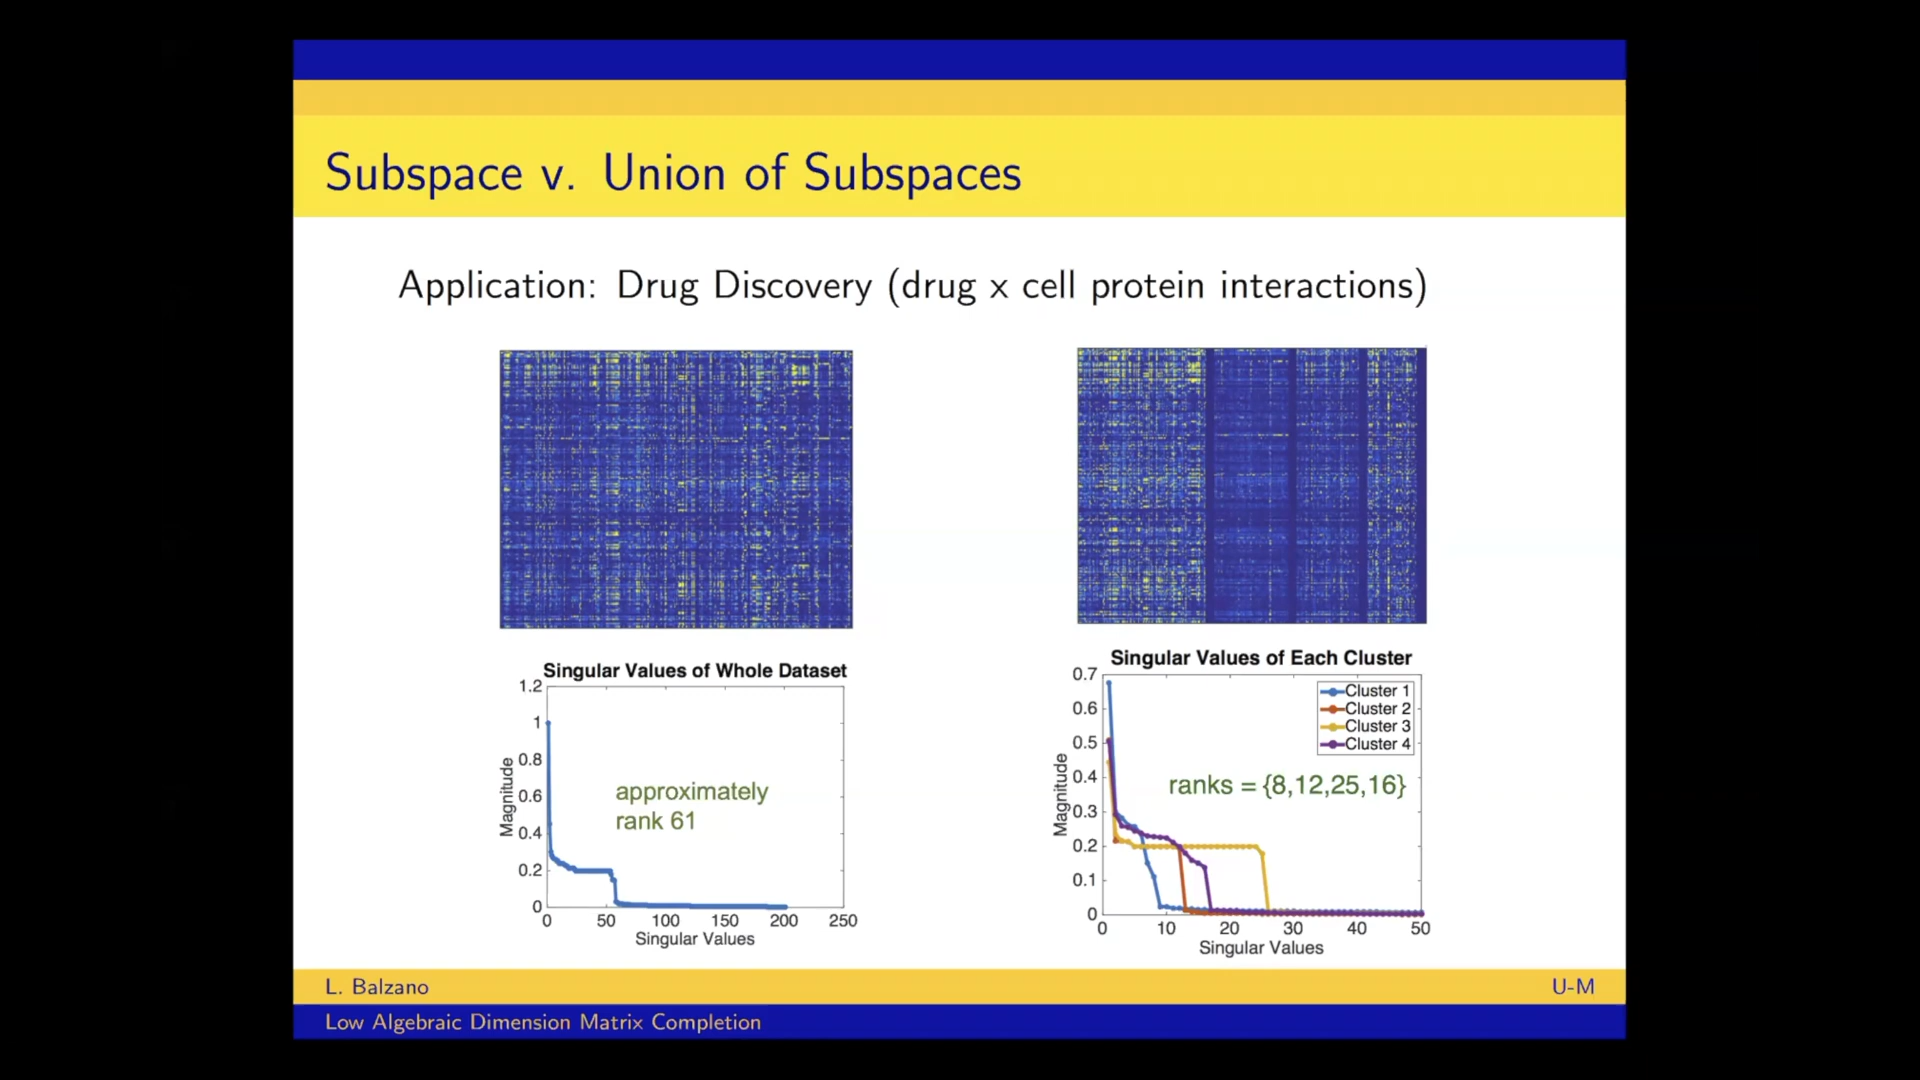 Subspace v. Union of Subspaces
Application: Drug Discovery (drug x cell protein interactions)
Singular Values of Whole Dataset
1.2
1
0.8
0.6
0.4
0.2
0
Magnitude
approximately
rank 61
0 50 100 150 200 250
Singular Values
Singular Values of Each Cluster
0.7
0.6
0.5
0.4
0.3
0.2
0.1
0
Magnitude
Cluster 1
Cluster 2
Cluster 3
Cluster 4
ranks = {8,12,25,16}
0 10 20 30 40 50
Singular Values
L. Balzano U-M
Low Algebraic Dimension Matrix Completion